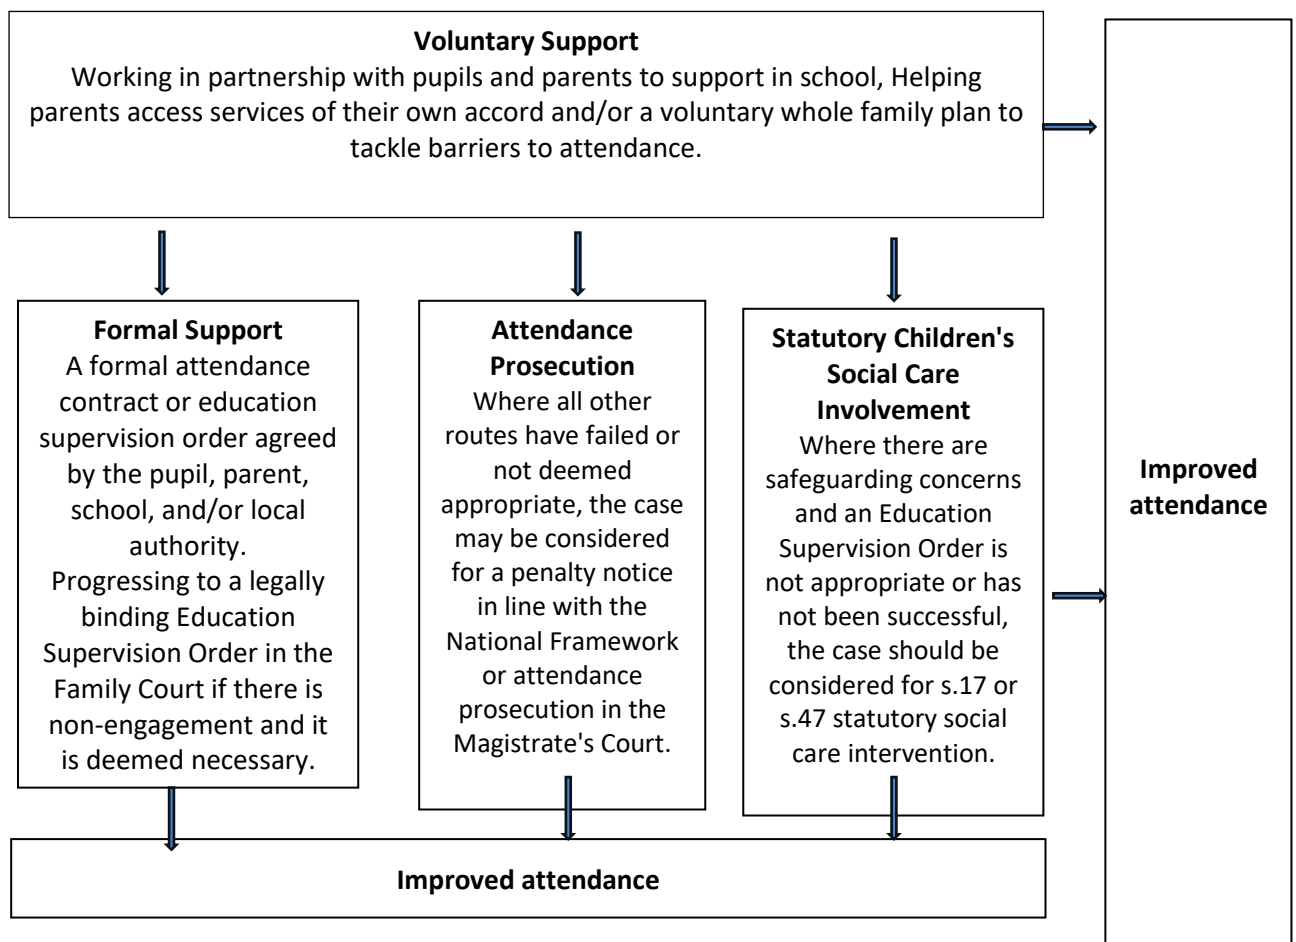 Voluntary Support
Working in partnership with pupils and parents to support in school, Helping
parents access services of their own accord and/or a voluntary whole family plan to
tackle barriers to attendance.
Formal Support
A formal attendance
contract or education
supervision order agreed
by the pupil, parent,
school, and/or local
authority.
Progressing to a legally
binding Education
Supervision Order in the
Family Court if there is
non-engagement and it
is deemed necessary.
Attendance
Prosecution
Where all other
routes have failed or
not deemed
appropriate, the case
may be considered
for a penalty notice
in line with the
National Framework
or attendance
prosecution in the
Magistrate's Court.
Statutory Children's
Social Care
Involvement
Where there are
safeguarding concerns
and an Education
Supervision Order is
not appropriate or has
not been successful,
the case should be
considered for s.17 or
s.47 statutory social
care intervention.
Improved
attendance
Improved attendance